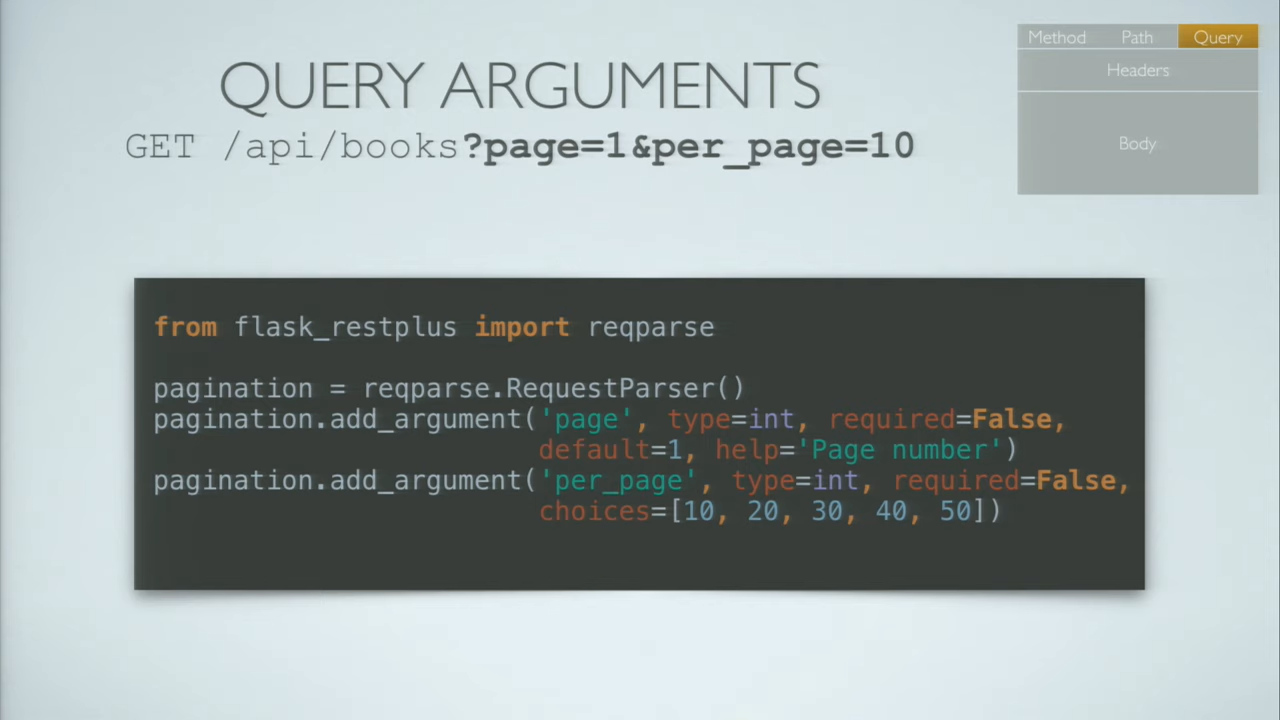 QUERY ARGUMENTS
GET /api/books?page=1&per_page=10
Method Path Query
Headers
Body
from flask_restplus import reqparse
pagination = reqparse.RequestParser()
pagination.add_argument('page', type=int, required=False,
default=1, help='Page number')
pagination.add_argument('per_page', type=int, required=False,
choices=[10, 20, 30, 40, 50])